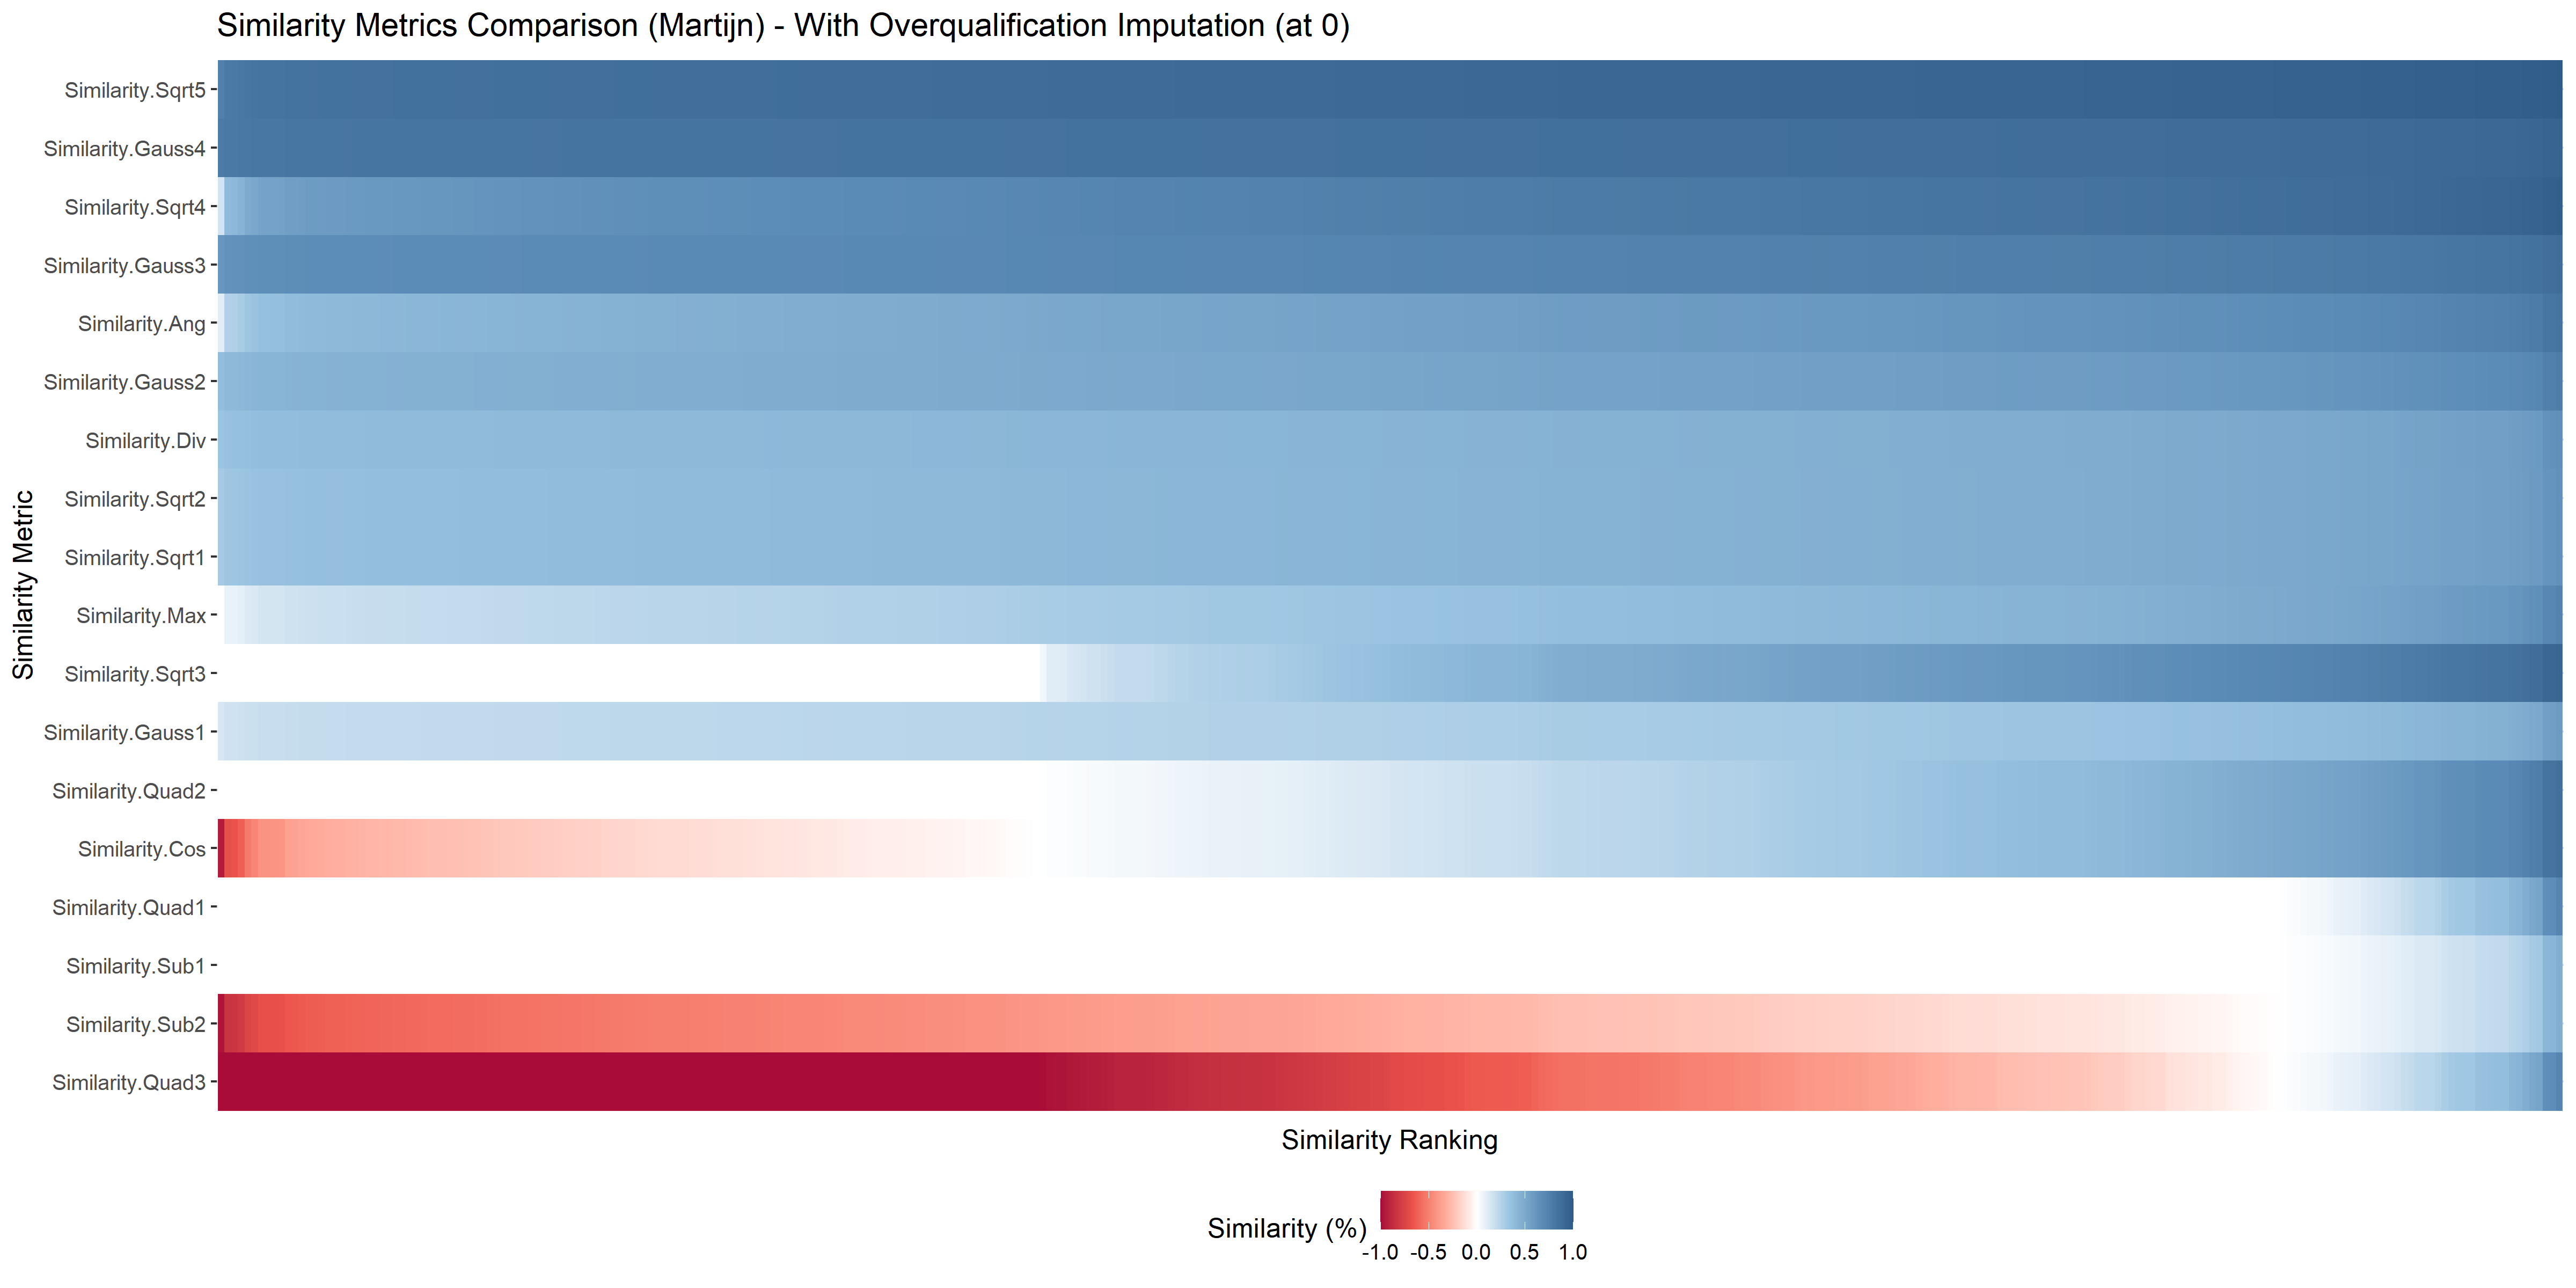 Similarity Metrics Comparison (Martijn) - With Overqualification Imputation (at 0)
Similarity Metric
Similarity.Sqrt5
Similarity.Gauss4
Similarity.Sqrt4
Similarity.Gauss3
Similarity.Ang
Similarity.Gauss2
Similarity.Div
Similarity.Sqrt2
Similarity.Sqrt1
Similarity.Max
Similarity.Sqrt3
Similarity.Gauss1
Similarity.Quad2
Similarity.Cos
Similarity.Quad1
Similarity.Sub1
Similarity.Sub2
Similarity.Quad3
Similarity Ranking
Similarity (%)
-1.0 -0.5 0.0 0.5 1.0